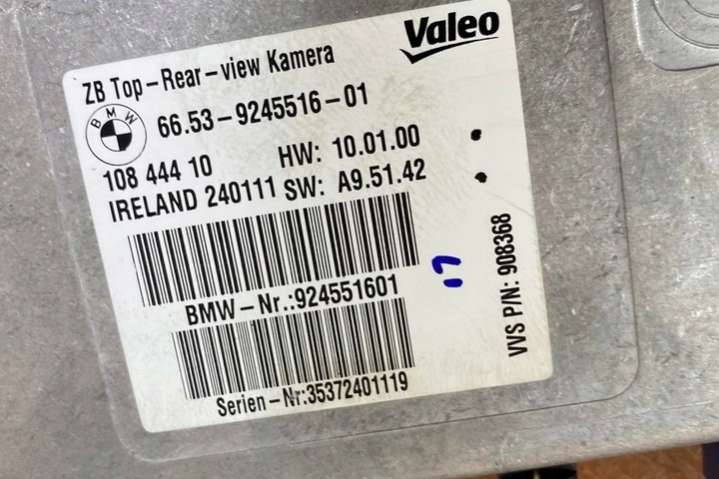 Valeo
ZB Top-Rear-view Kamera
BMW
66.53-9245516-01
108 444 10 HW: 10.01.00
IRELAND 240111 SW: A9.51.42
BMW-Nr.:924551601
Serien-Nr:35372401119
VVS P/N: 908368